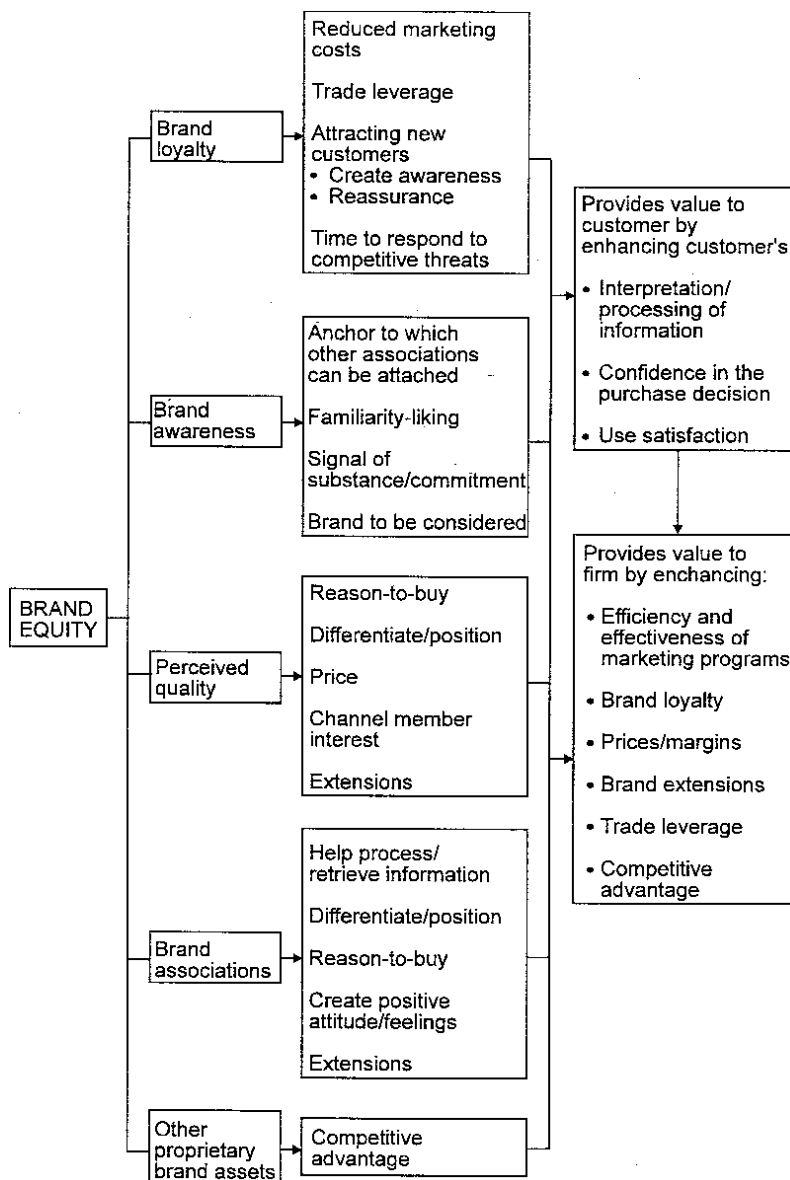 Reduced marketing
costs
Trade leverage
Attracting new
customers
• Create awareness
• Reassurance
Time to respond to
competitive threats
Brand
loyalty
Anchor to which
other associations
can be attached
Familiarity-liking
Signal of
substance/commitment
Brand to be considered
Brand
awareness
BRAND
EQUITY
Reason-to-buy
Differentiate/position
Price
Channel member
interest
Extensions
Perceived
quality
Help process/
retrieve information
Differentiate/position
Reason-to-buy
Create positive
attitude/feelings
Extensions
Brand
associations
Other
proprietary
brand assets
Competitive
advantage
Provides value to
customer by
enhancing customer's
• Interpretation/
processing of
information
• Confidence in the
purchase decision
• Use satisfaction
Provides value to
firm by enchancing:
• Efficiency and
effectiveness of
marketing programs
• Brand loyalty
• Prices/margins
• Brand extensions
• Trade leverage
• Competitive
advantage